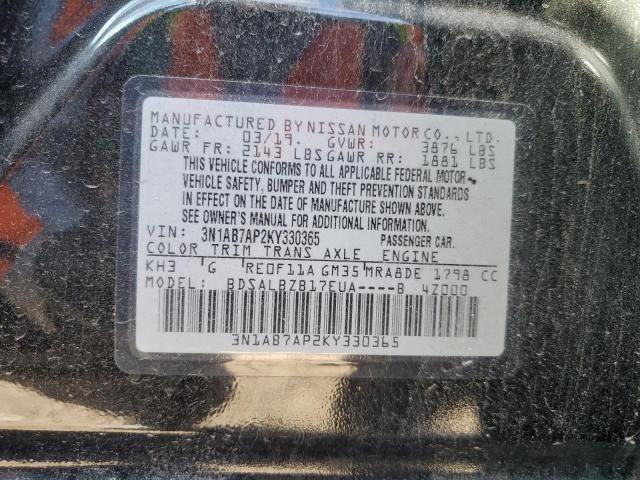 MANUFACTURED BY NISSAN MOTOR CO., LTD.
DATE: 03/19. GVWR: 3876 LBS
GAWR FR: 2143 LBS GAWR RR: 1881 LBS
THIS VEHICLE CONFORMS TO ALL APPLICABLE FEDERAL MOTOR
VEHICLE SAFETY, BUMPER AND THEFT PREVENTION STANDARDS
IN EFFECT ON THE DATE OF MANUFACTURE SHOWN ABOVE.
SEE OWNER'S MANUAL FOR ADDITIONAL INFORMATION.
VIN: 3N1AB7AP2KY330365 PASSENGER CAR.
COLOR TRIM TRANS AXLE ENGINE
KH3 G RE0F11A GM35 MRA8DE 1798 CC
MODEL: BDSALBZB17EUA----B 4Z000
3N1AB7AP2KY330365